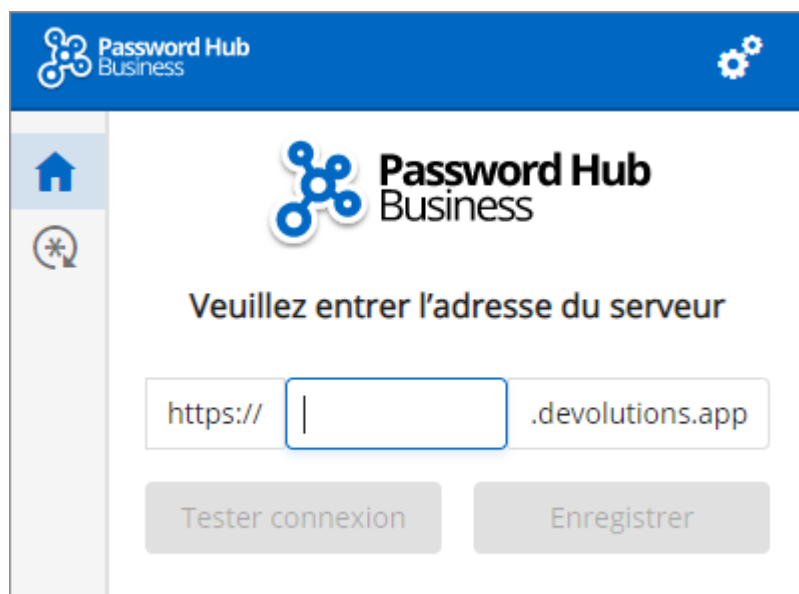 Password Hub
Business
Password Hub
Business
Veuillez entrer l’adresse du serveur
https:// .devolutions.app
Tester connexion Enregistrer